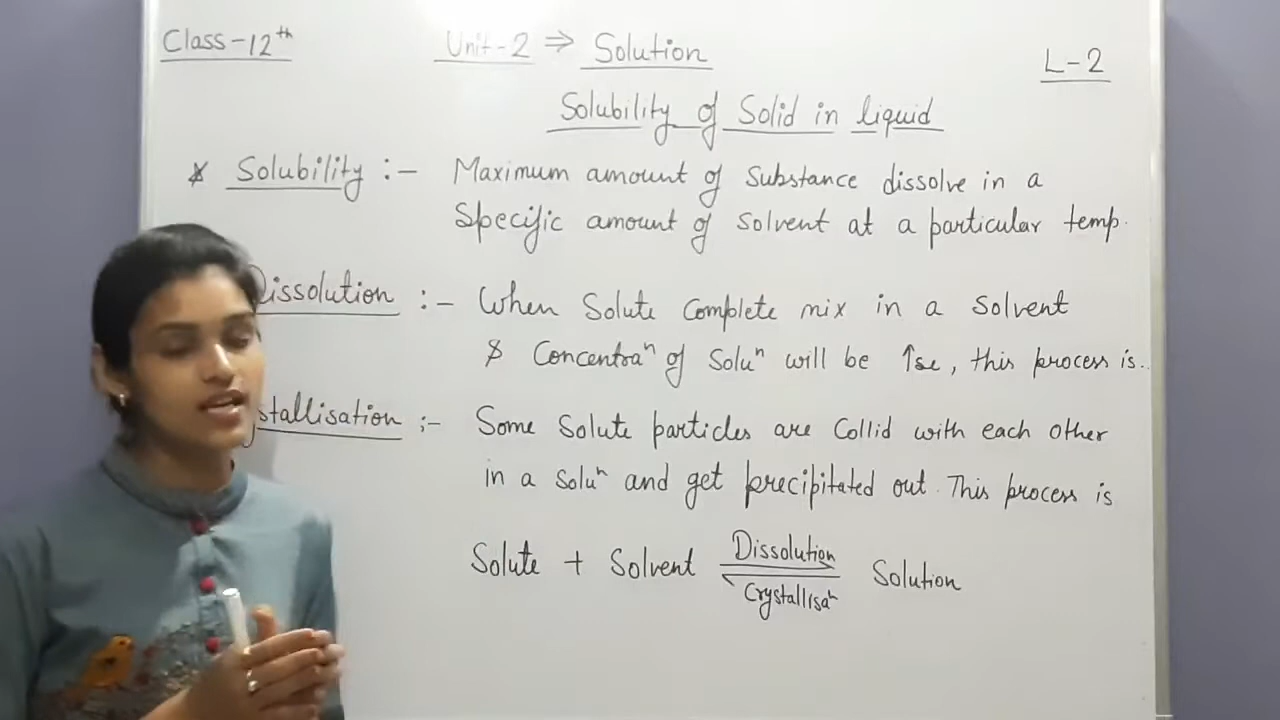 Class-12th
Unit-2 ⇒ Solution
L-2
Solubility of Solid in liquid
* Solubility :- Maximum amount of Substance dissolve in a
Specific amount of Solvent at a particular temp.
Dissolution :- When Solute Complete mix in a Solvent
& Concentraⁿ of Soluⁿ will be ↑se, this process is..
stallisation :- Some Solute particles are Collid with each other
in a Soluⁿ and get precipitated out. This process is
Solute + Solvent ⇌ Solution
Dissolution
Crystallisaⁿ